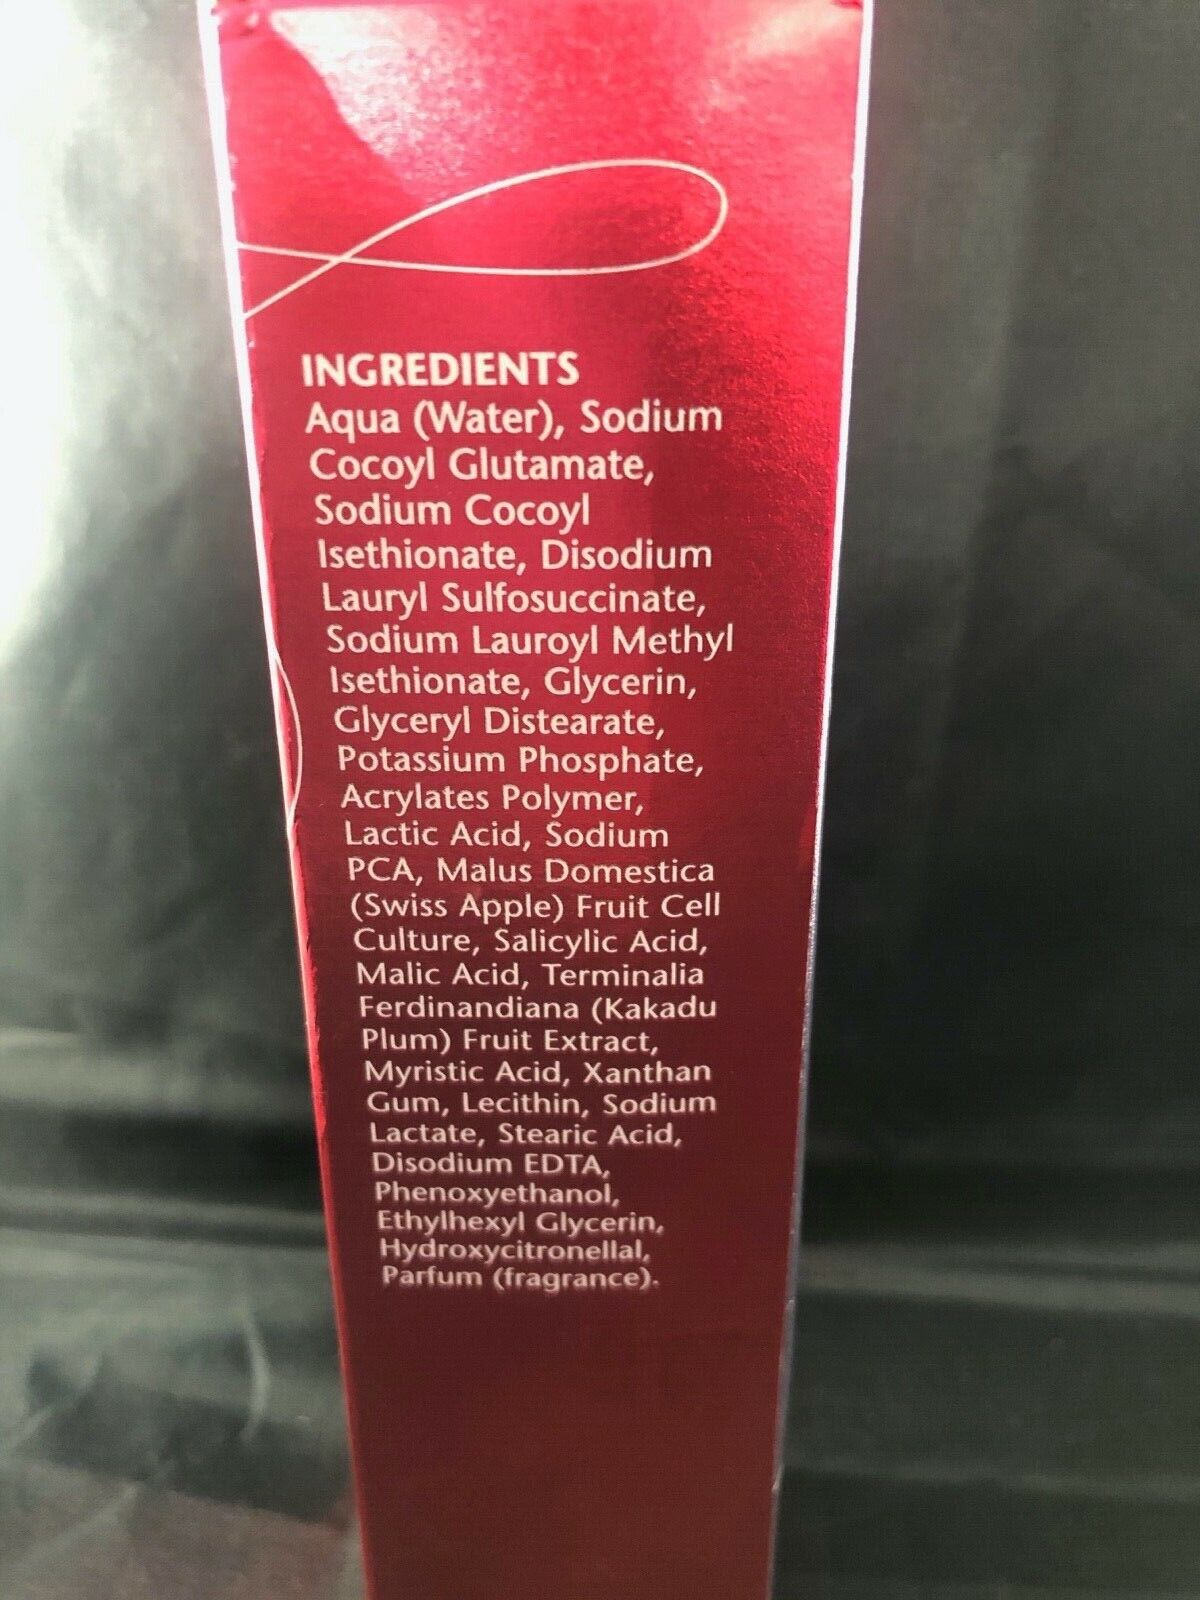 INGREDIENTS
Aqua (Water), Sodium
Cocoyl Glutamate,
Sodium Cocoyl
Isethionate, Disodium
Lauryl Sulfosuccinate,
Sodium Lauroyl Methyl
Isethionate, Glycerin,
Glyceryl Distearate,
Potassium Phosphate,
Acrylates Polymer,
Lactic Acid, Sodium
PCA, Malus Domestica
(Swiss Apple) Fruit Cell
Culture, Salicylic Acid,
Malic Acid, Terminalia
Ferdinandiana (Kakadu
Plum) Fruit Extract,
Myristic Acid, Xanthan
Gum, Lecithin, Sodium
Lactate, Stearic Acid,
Disodium EDTA,
Phenoxyethanol,
Ethylhexyl Glycerin,
Hydroxycitronellal,
Parfum (fragrance).